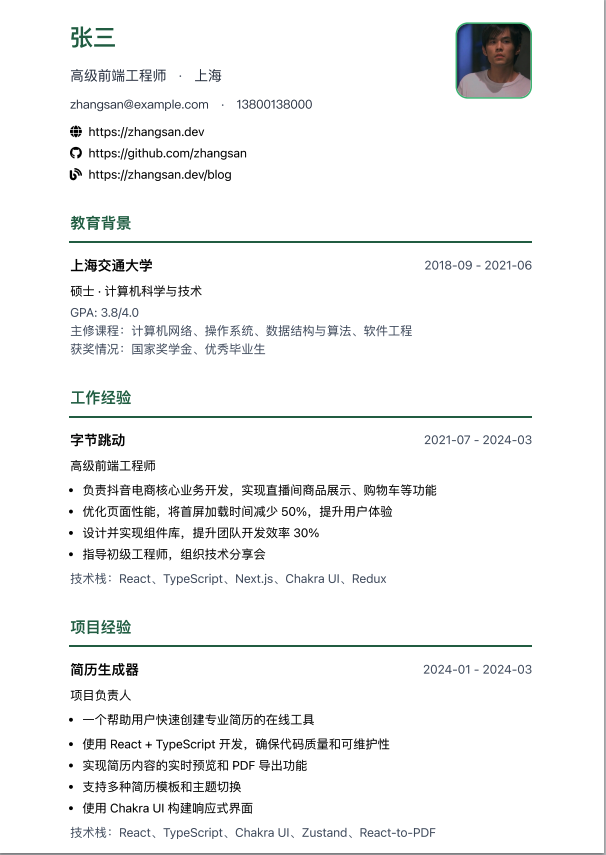 张三
高级前端工程师 · 上海
zhangsan@example.com · 13800138000
https://zhangsan.dev
https://github.com/zhangsan
https://zhangsan.dev/blog
教育背景
上海交通大学 2018-09 - 2021-06
硕士 · 计算机科学与技术
GPA: 3.8/4.0
主修课程：计算机网络、操作系统、数据结构与算法、软件工程
获奖情况：国家奖学金、优秀毕业生
工作经验
字节跳动 2021-07 - 2024-03
高级前端工程师
• 负责抖音电商核心业务开发，实现直播间商品展示、购物车等功能
• 优化页面性能，将首屏加载时间减少 50%，提升用户体验
• 设计并实现组件库，提升团队开发效率 30%
• 指导初级工程师，组织技术分享会
技术栈：React、TypeScript、Next.js、Chakra UI、Redux
项目经验
简历生成器 2024-01 - 2024-03
项目负责人
• 一个帮助用户快速创建专业简历的在线工具
• 使用 React + TypeScript 开发，确保代码质量和可维护性
• 实现简历内容的实时预览和 PDF 导出功能
• 支持多种简历模板和主题切换
• 使用 Chakra UI 构建响应式界面
技术栈：React、TypeScript、Chakra UI、Zustand、React-to-PDF